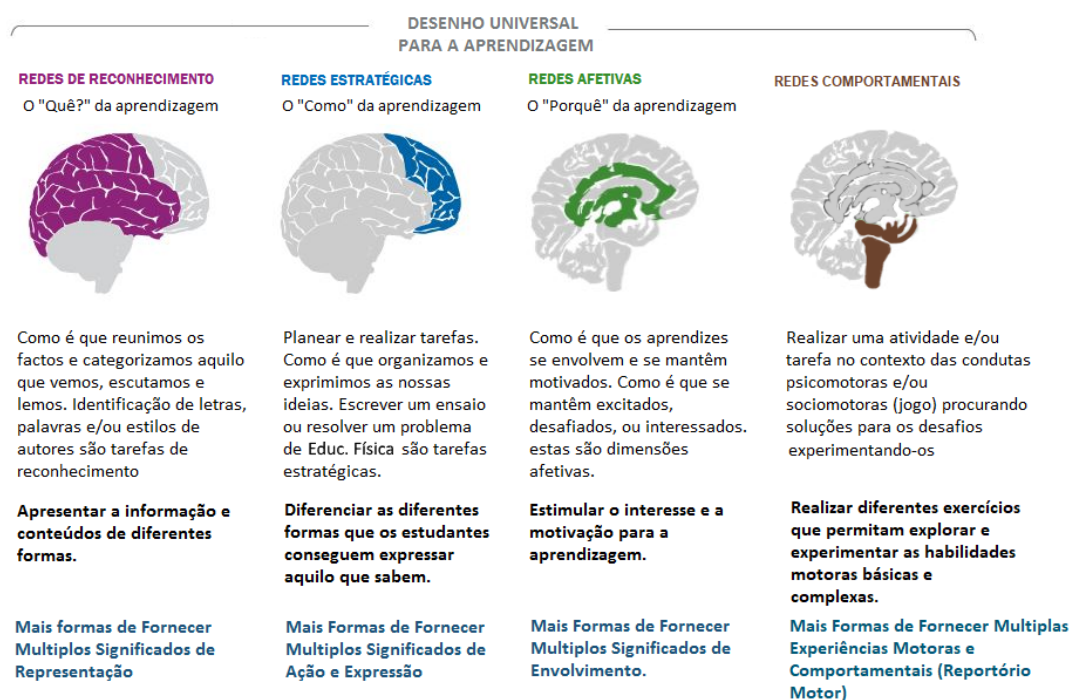 DESENHO UNIVERSAL
PARA A APRENDIZAGEM
REDES DE RECONHECIMENTO
O "Quê?" da aprendizagem
Como é que reunimos os
factos e categorizamos aquilo
que vemos, escutamos e
lemos. Identificação de letras,
palavras e/ou estilos de
autores são tarefas de
reconhecimento
Apresentar a informação e
conteúdos de diferentes
formas.
Mais formas de Fornecer
Multiplos Significados de
Representação
REDES ESTRATÉGICAS
O "Como" da aprendizagem
Planear e realizar tarefas.
Como é que organizamos e
exprimimos as nossas
ideias. Escrever um ensaio
ou resolver um problema
de Educ. Física são tarefas
estratégicas.
Diferenciar as diferentes
formas que os estudantes
conseguem expressar
aquilo que sabem.
Mais Formas de Fornecer
Multiplos Significados de
Ação e Expressão
REDES AFETIVAS
O "Porquê" da aprendizagem
Como é que os aprendizes
se envolvem e se mantêm
motivados. Como é que se
mantêm excitados,
desafiados, ou interessados.
estas são dimensões
afetivas.
Estimular o interesse e a
motivação para a
aprendizagem.
Mais Formas de Fornecer
Multiplos Significados de
Envolvimento.
REDES COMPORTAMENTAIS
Realizar uma atividade e/ou
tarefa no contexto das condutas
psicomotoras e/ou
sociomotoras (jogo) procurando
soluções para os desafios
experimentando-os
Realizar diferentes exercícios
que permitam explorar e
experimentar as habilidades
motoras básicas e
complexas.
Mais Formas de Fornecer Multiplas
Experiências Motoras e
Comportamentais (Reportório
Motor)